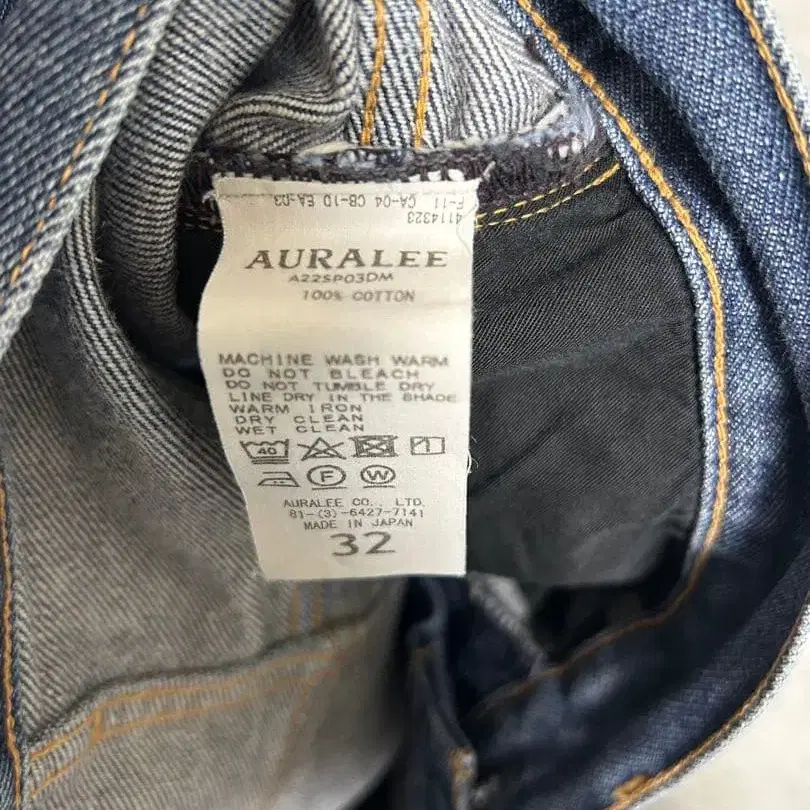 4114323
F-11 CA-04 CB-1D EA-03
AURALEE
A22SP03DM
100% COTTON
MACHINE WASH WARM
DO NOT BLEACH
DO NOT TUMBLE DRY
LINE DRY IN THE SHADE
WARM IRON
DRY CLEAN
WET CLEAN
40
F W
AURALEE CO., LTD.
81-(3)-6427-7141
MADE IN JAPAN
32